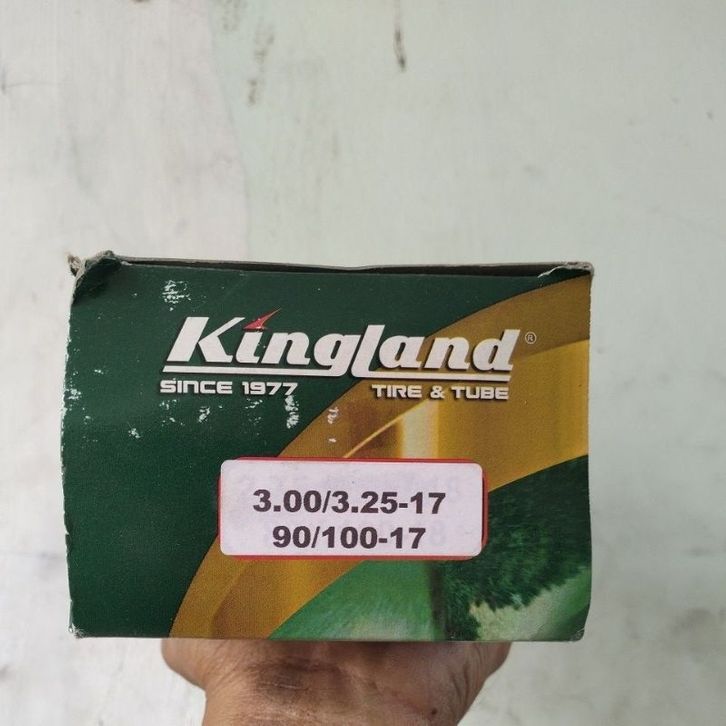 Kingland®
SINCE 1977 TIRE & TUBE
3.00/3.25-17
90/100-17